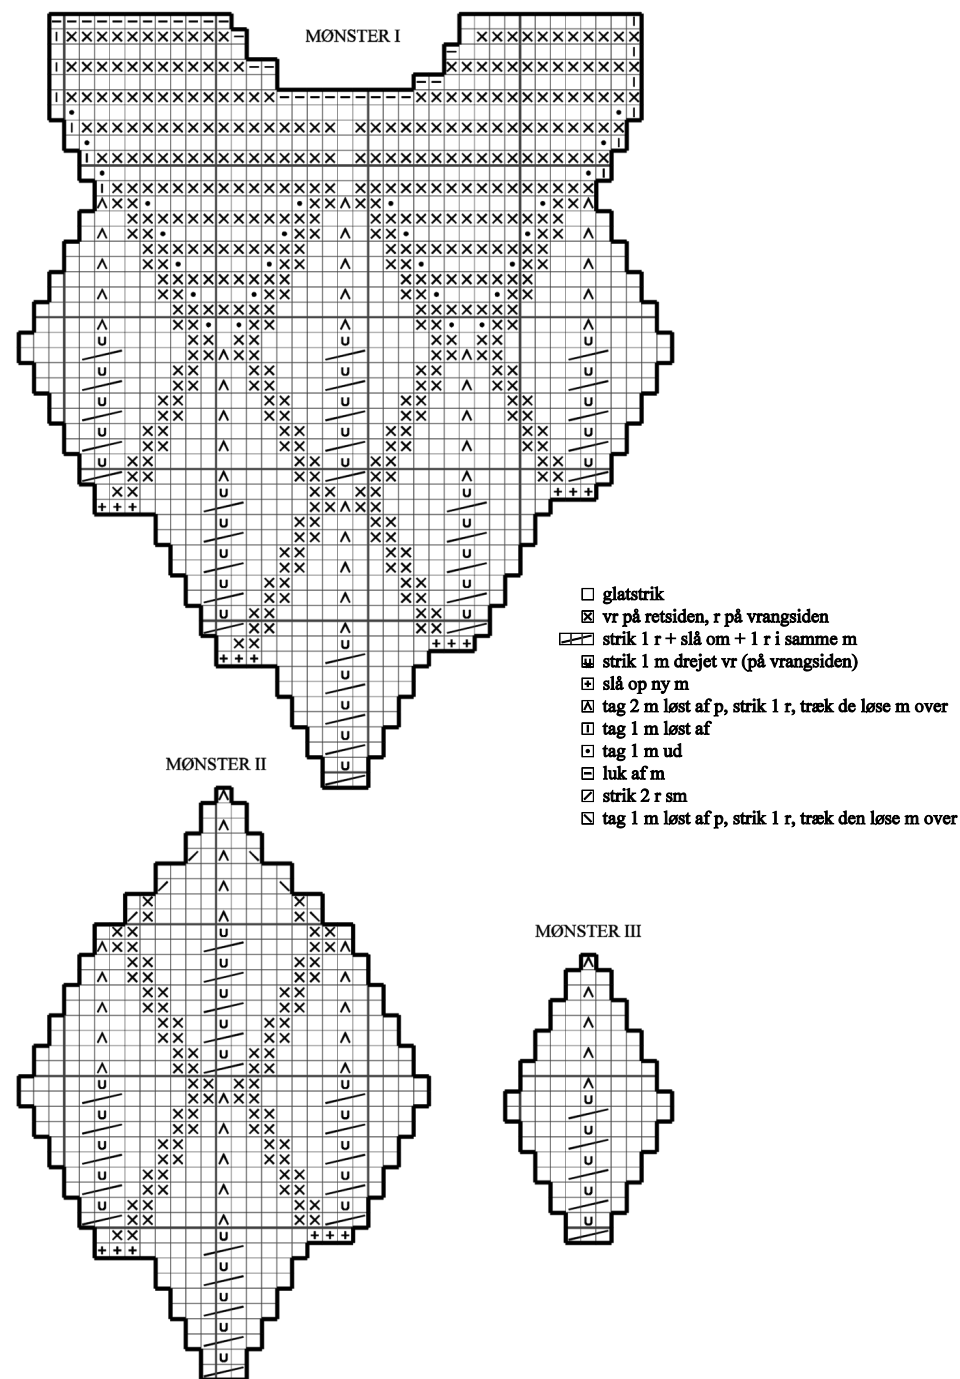 MØNSTER I
glatstrik
vr på retsiden, r på vrangsiden
strik 1 r + slå om + 1 r i samme m
strik 1 m drejet vr (på vrangsiden)
slå op ny m
tag 2 m løst af p, strik 1 r, træk de løse m over
tag 1 m løst af
tag 1 m ud
luk af m
strik 2 r sm
tag 1 m løst af p, strik 1 r, træk den løse m over
MØNSTER II
MØNSTER III